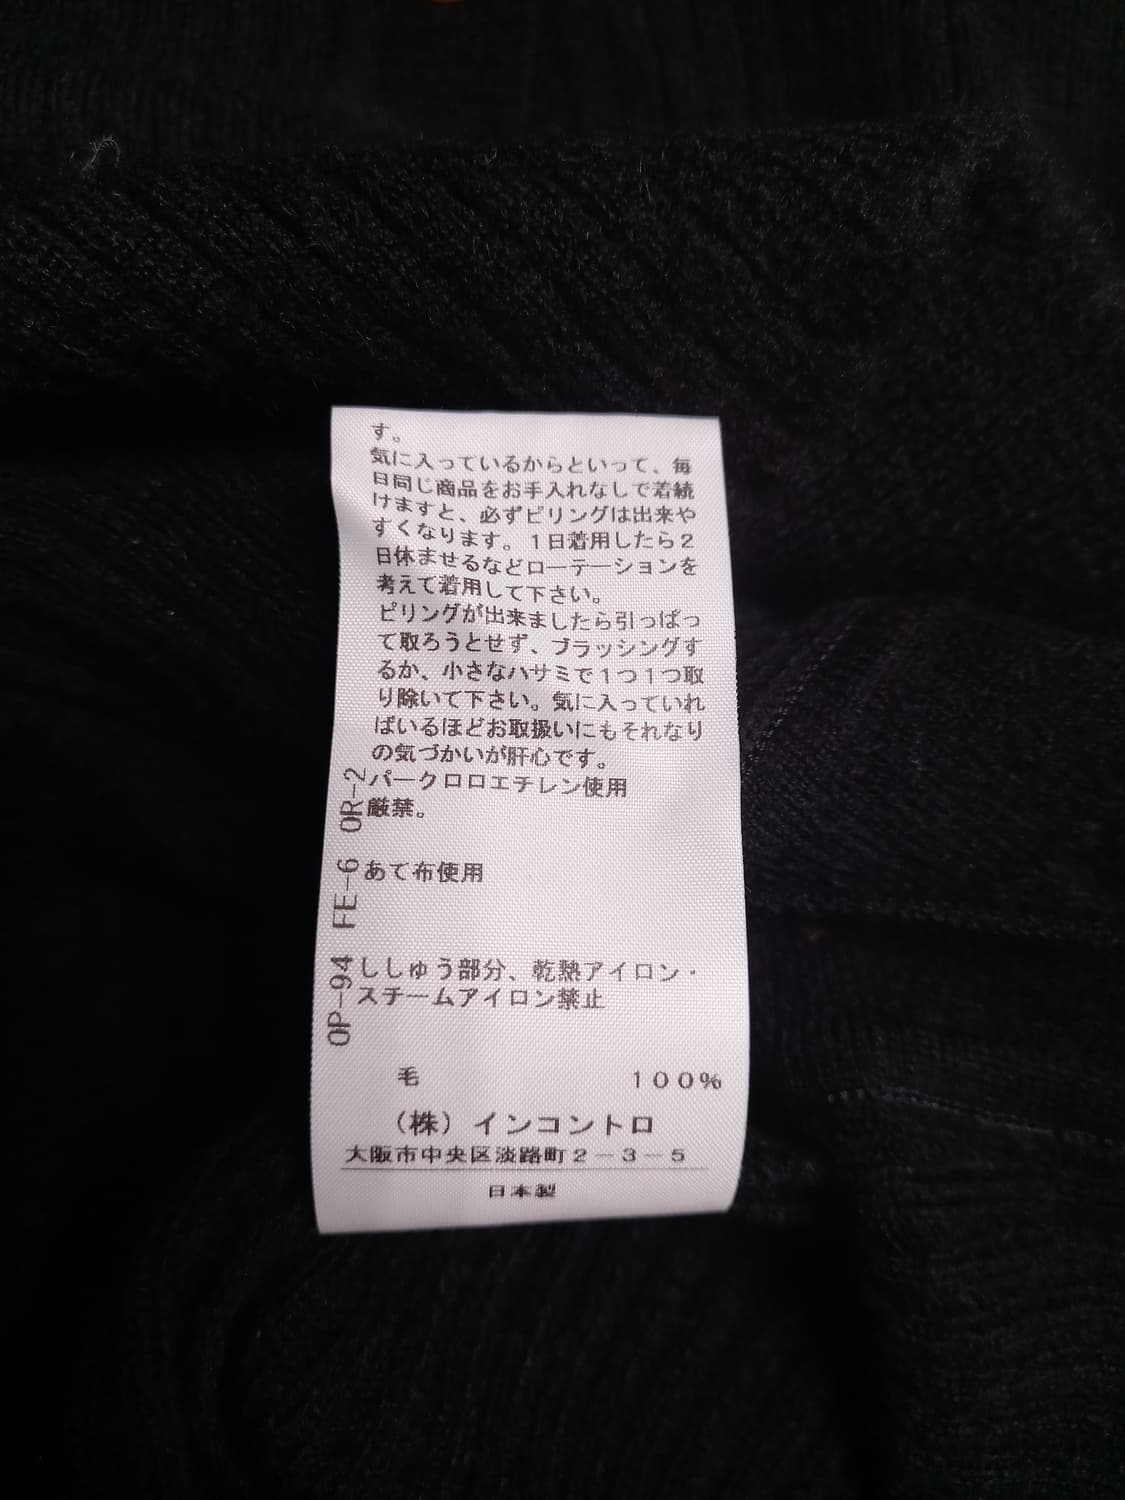 す。
気に入っているからといって、毎
日同じ商品をお手入れなしで着続
けますと、必ずピリングは出来や
すくなります。1日着用したら2
日休ませるなどローテーションを
考えて着用して下さい。
ピリングが出来ましたら引っぱっ
て取ろうとせず、ブラッシングす
るか、小さなハサミで1つ1つ取
り除いて下さい。気に入っていれ
ばいるほどお取扱いにもそれなり
の気づかいが肝心です。
OR-2 パークロロエチレン使用
厳禁。
FE-6 あて布使用
OP-94 ししゅう部分、乾熱アイロン・
スチームアイロン禁止
毛 100%
(株)インコントロ
大阪市中央区淡路町2-3-5
日本製